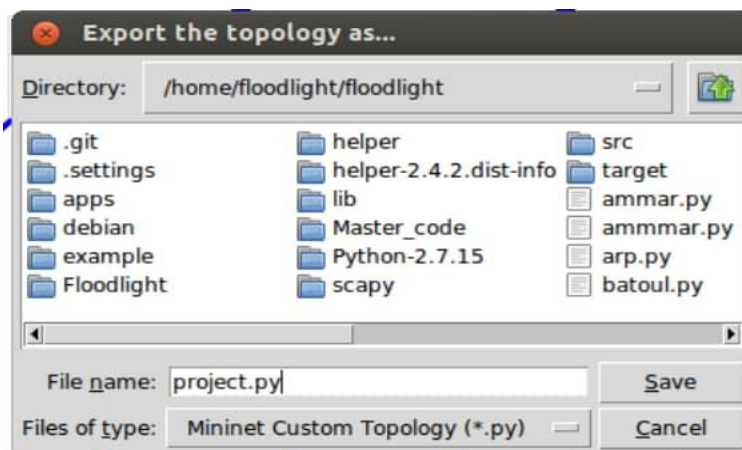 Export the topology as...
Directory: /home/floodlight/floodlight
.git helper src
.settings helper-2.4.2.dist-info target
apps lib ammar.py
debian Master_code ammmar.py
example Python-2.7.15 arp.py
Floodlight scapy batoul.py
File name: project.py Save
Files of type: Mininet Custom Topology (*.py) Cancel